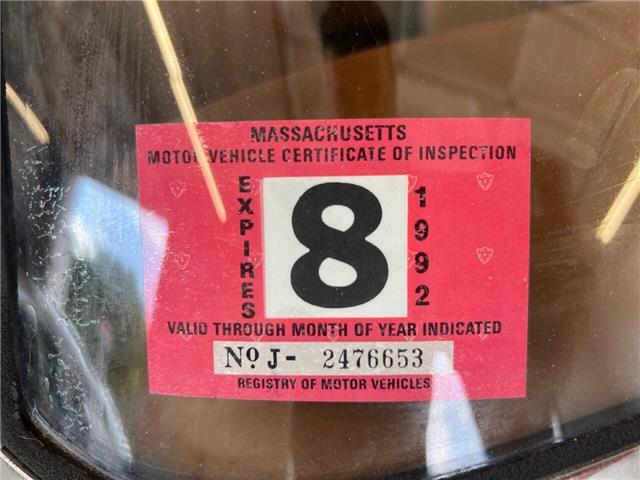 MASSACHUSETTS
MOTOR VEHICLE CERTIFICATE OF INSPECTION
EXPIRES
8
1992
VALID THROUGH MONTH OF YEAR INDICATED
No. J- 2476653
REGISTRY OF MOTOR VEHICLES